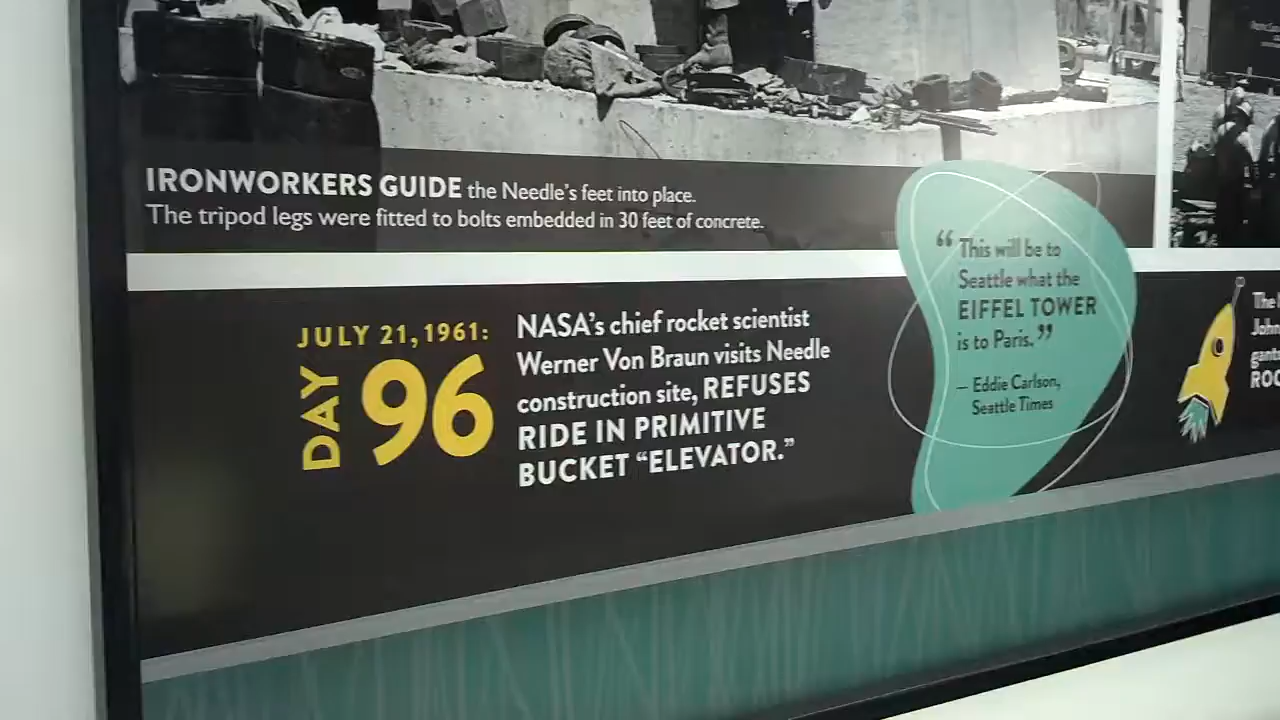 IRONWORKERS GUIDE the Needle's feet into place.
The tripod legs were fitted to bolts embedded in 30 feet of concrete.
JULY 21, 1961:
DAY 96
NASA's chief rocket scientist
Werner Von Braun visits Needle
construction site, REFUSES
RIDE IN PRIMITIVE
BUCKET “ELEVATOR.”
“This will be to
Seattle what the
EIFFEL TOWER
is to Paris.”
— Eddie Carlson,
Seattle Times
The
John